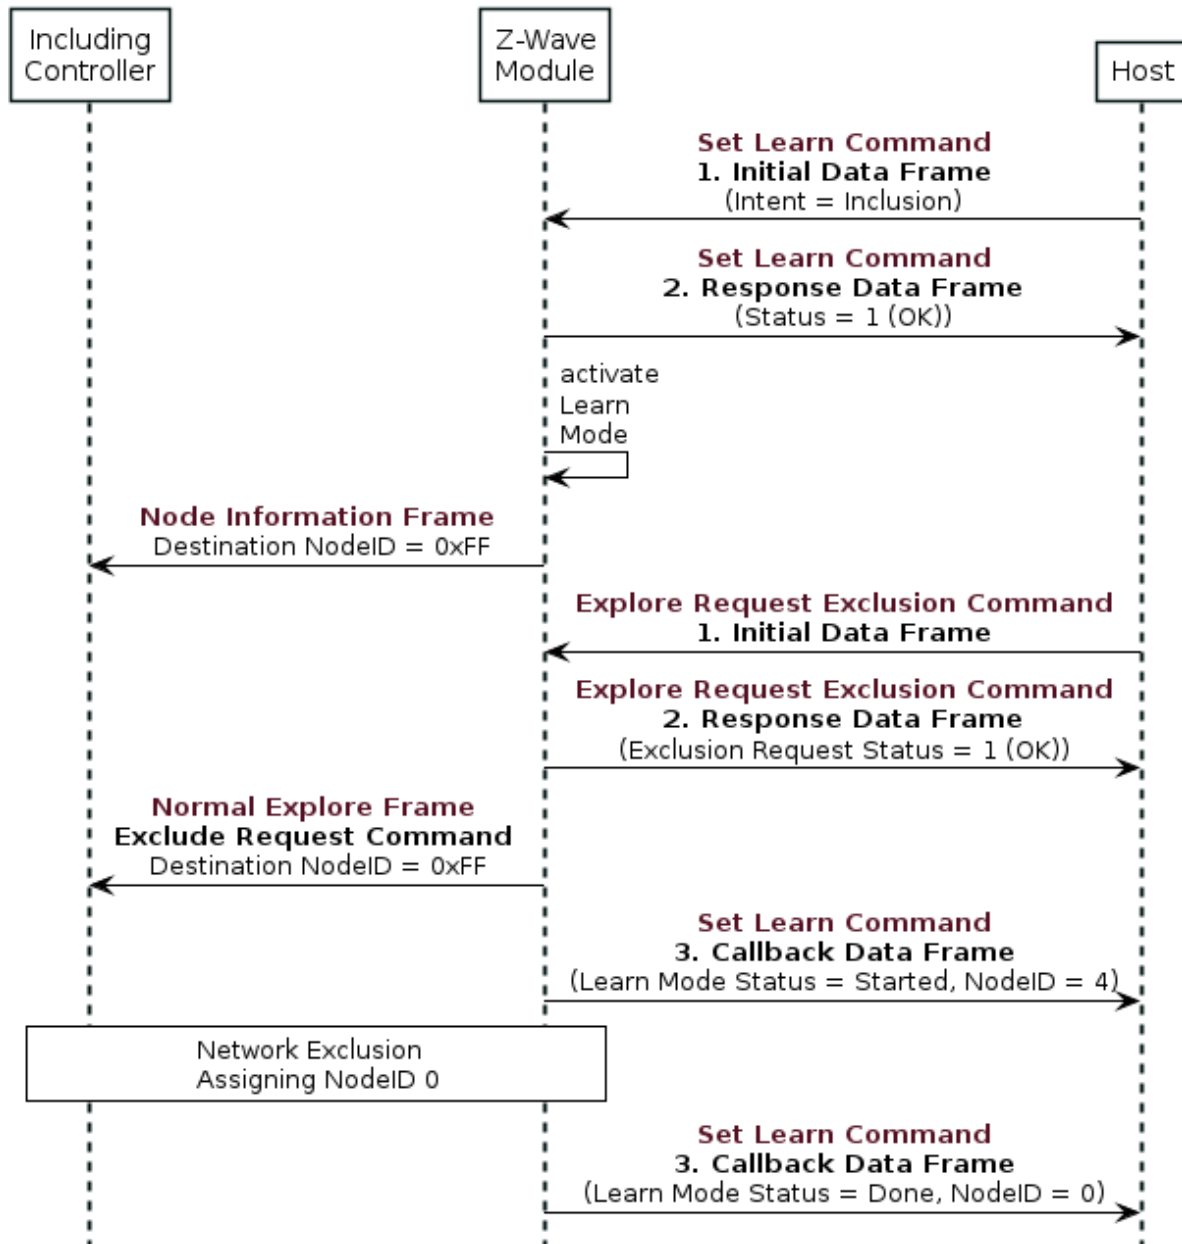 Including
Controller
Z-Wave
Module
Host
Set Learn Command
1. Initial Data Frame
(Intent = Inclusion)
Set Learn Command
2. Response Data Frame
(Status = 1 (OK))
activate
Learn
Mode
Node Information Frame
Destination NodeID = 0xFF
Explore Request Exclusion Command
1. Initial Data Frame
Explore Request Exclusion Command
2. Response Data Frame
(Exclusion Request Status = 1 (OK))
Normal Explore Frame
Exclude Request Command
Destination NodeID = 0xFF
Set Learn Command
3. Callback Data Frame
(Learn Mode Status = Started, NodeID = 4)
Network Exclusion
Assigning NodeID 0
Set Learn Command
3. Callback Data Frame
(Learn Mode Status = Done, NodeID = 0)